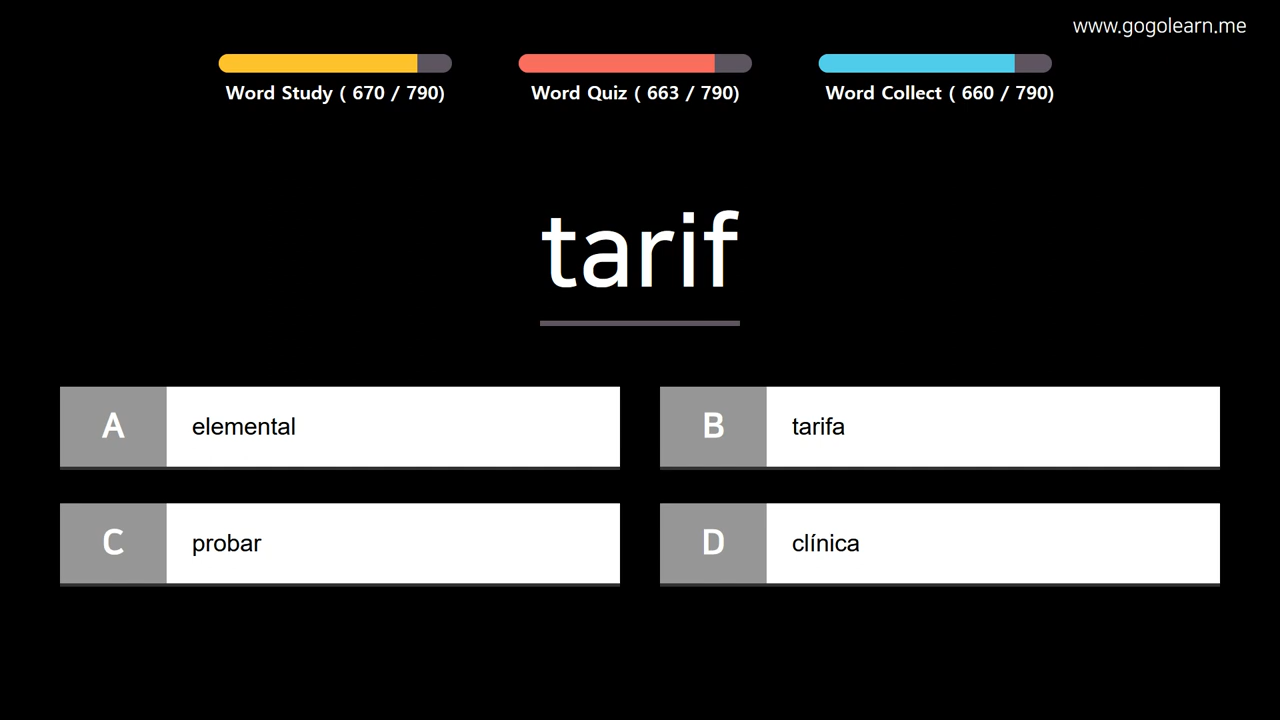 www.gogolearn.me
Word Study ( 670 / 790)
Word Quiz ( 663 / 790)
Word Collect ( 660 / 790)
tarif
A elemental
B tarifa
C probar
D clínica